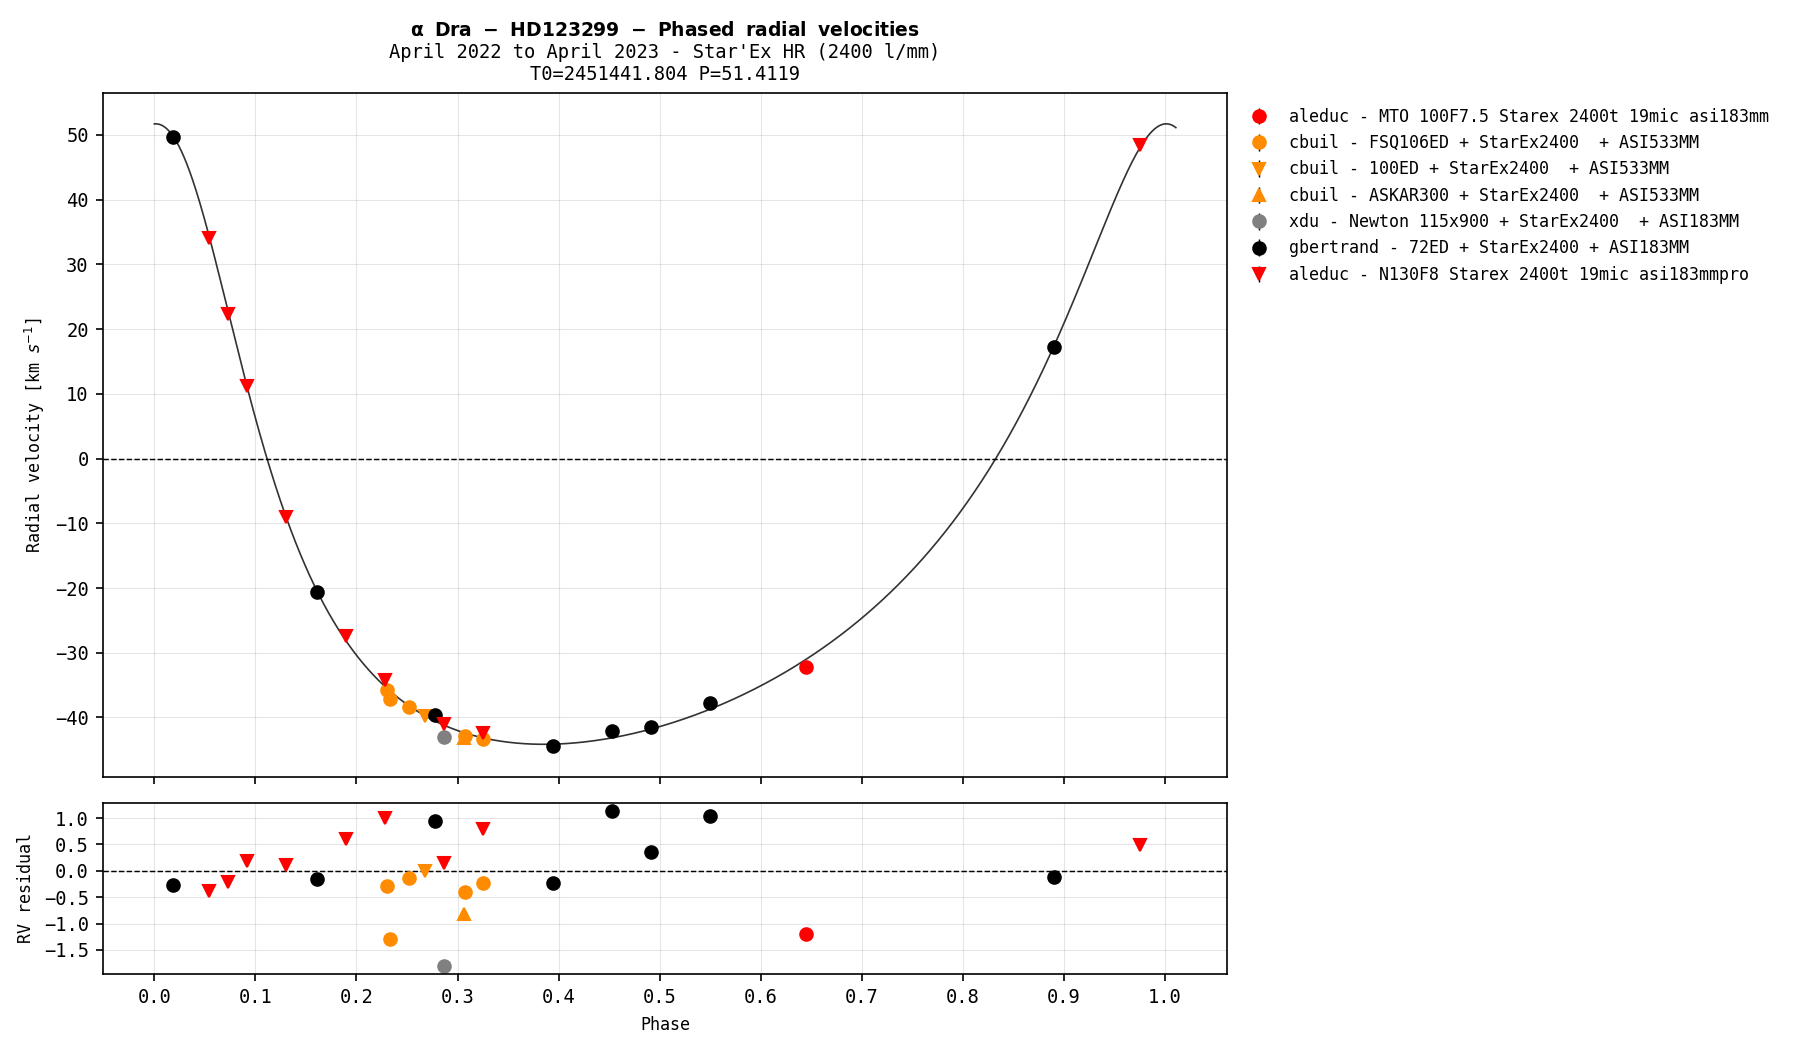 α Dra − HD123299 − Phased radial velocities
April 2022 to April 2023 - Star'Ex HR (2400 l/mm)
T0=2451441.804 P=51.4119
aleduc - MTO 100F7.5 Starex 2400t 19mic asi183mm
cbuil - FSQ106ED + StarEx2400  + ASI533MM
cbuil - 100ED + StarEx2400  + ASI533MM
cbuil - ASKAR300 + StarEx2400  + ASI533MM
xdu - Newton 115x900 + StarEx2400  + ASI183MM
gbertrand - 72ED + StarEx2400 + ASI183MM
aleduc - N130F8 Starex 2400t 19mic asi183mmpro
Radial velocity [km s⁻¹]
50
40
30
20
10
0
−10
−20
−30
−40
RV residual
1.0
0.5
0.0
−0.5
−1.0
−1.5
0.0 0.1 0.2 0.3 0.4 0.5 0.6 0.7 0.8 0.9 1.0
Phase